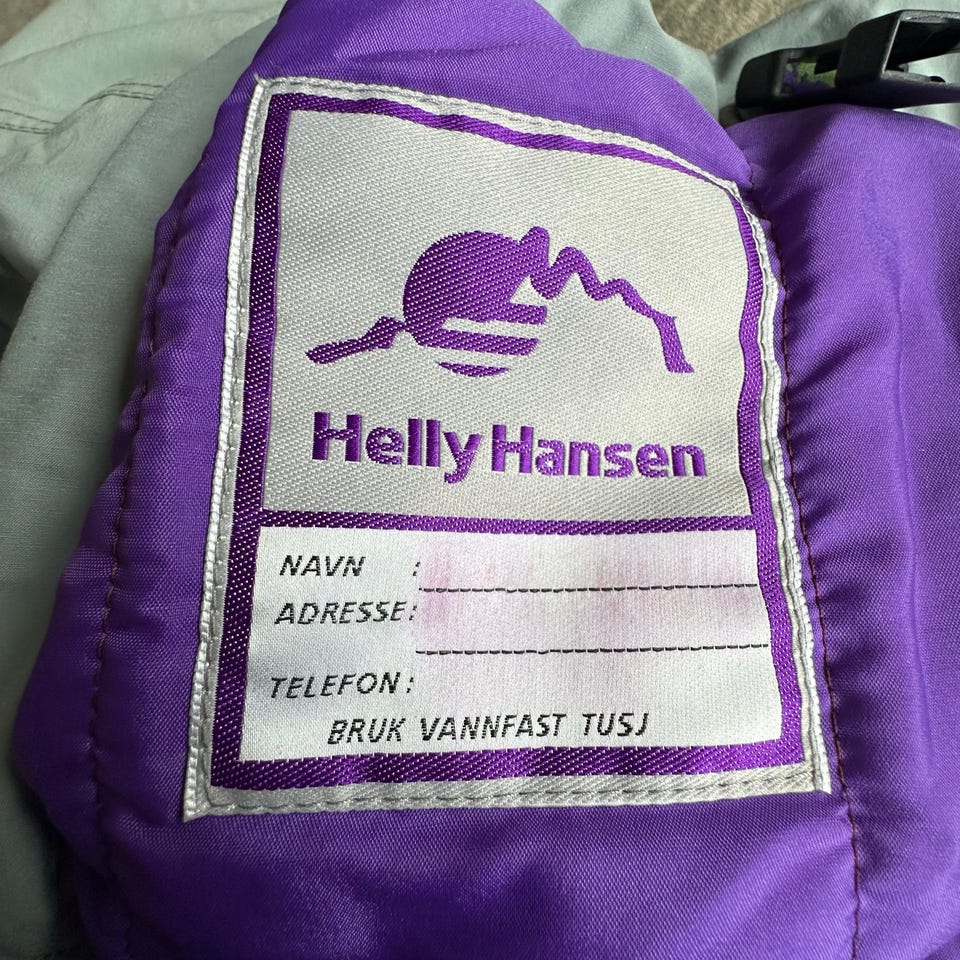 Helly Hansen
NAVN :
ADRESSE:
TELEFON:
BRUK VANNFAST TUSJ